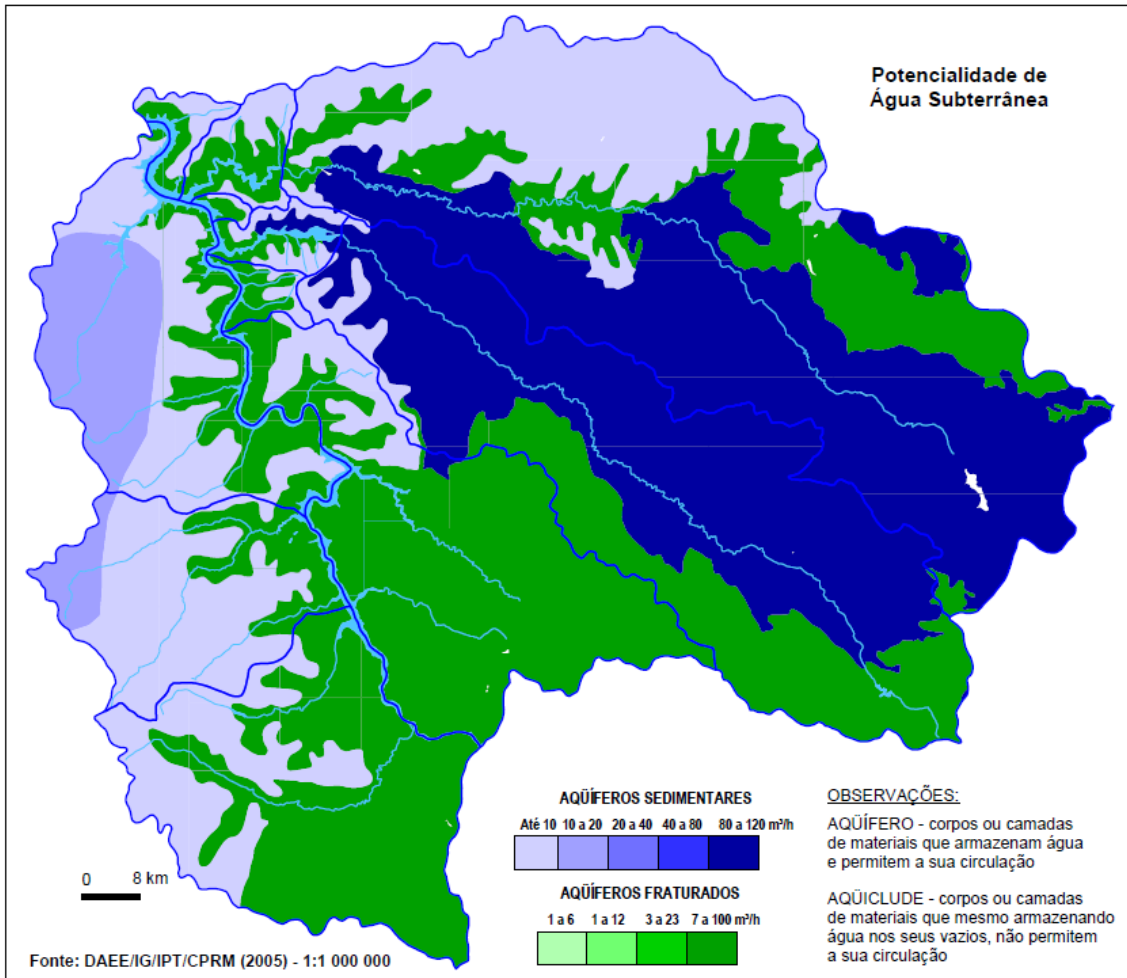 Potencialidade de
Água Subterrânea
AQÜÍFEROS SEDIMENTARES
Até 10 10 a 20 20 a 40 40 a 80 80 a 120 m³/h
AQÜÍFEROS FRATURADOS
1 a 6 1 a 12 3 a 23 7 a 100 m³/h
OBSERVAÇÕES:
AQÜÍFERO - corpos ou camadas
de materiais que armazenam água
e permitem a sua circulação
AQÜICLUDE - corpos ou camadas
de materiais que mesmo armazenando
água nos seus vazios, não permitem
a sua circulação
0 8 km
Fonte: DAEE/IG/IPT/CPRM (2005) - 1:1 000 000